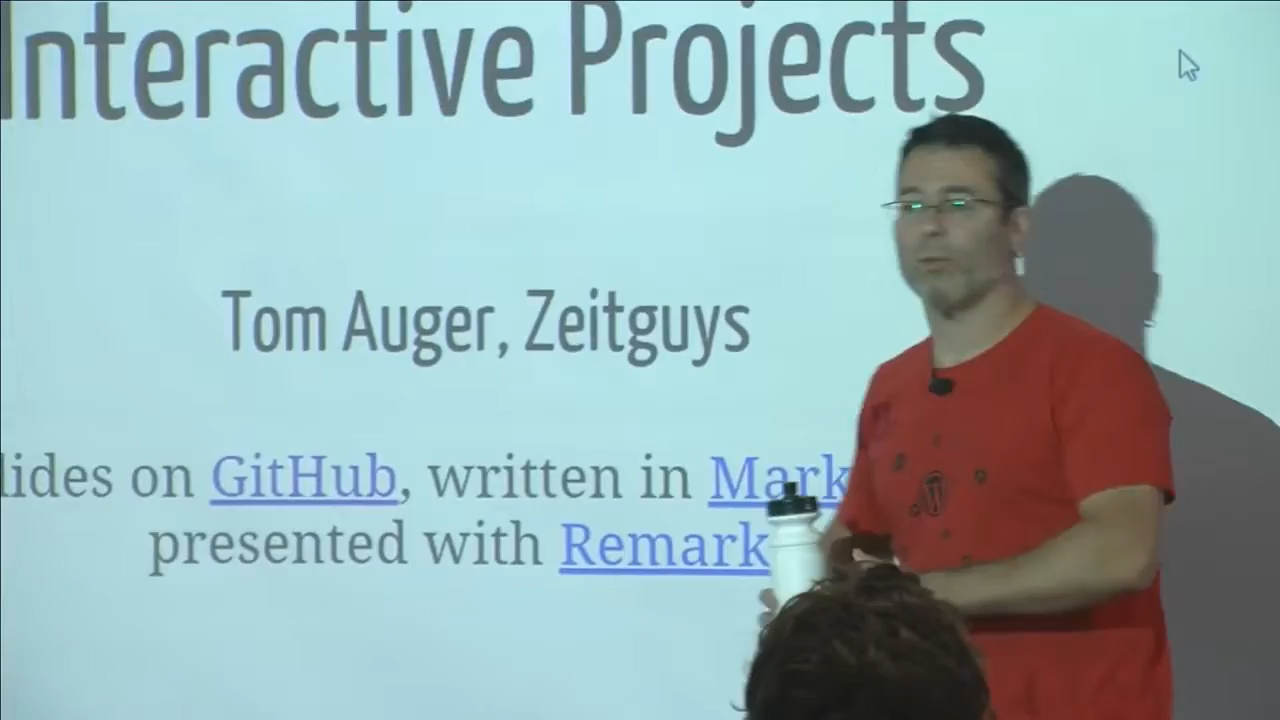 Interactive Projects
Tom Auger, Zeitguys
lides on GitHub, written in Mark
presented with Remark